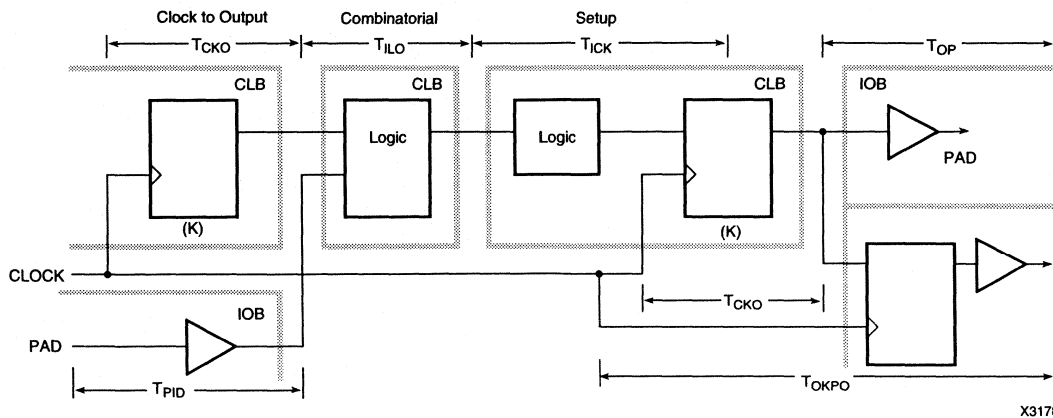 Clock to Output
Combinatorial
Setup
TCKO
TILO
TICK
TOP
CLB
CLB
CLB
IOB
Logic
Logic
PAD
(K)
(K)
CLOCK
IOB
TCKO
PAD
TPID
TOKPO
X3178